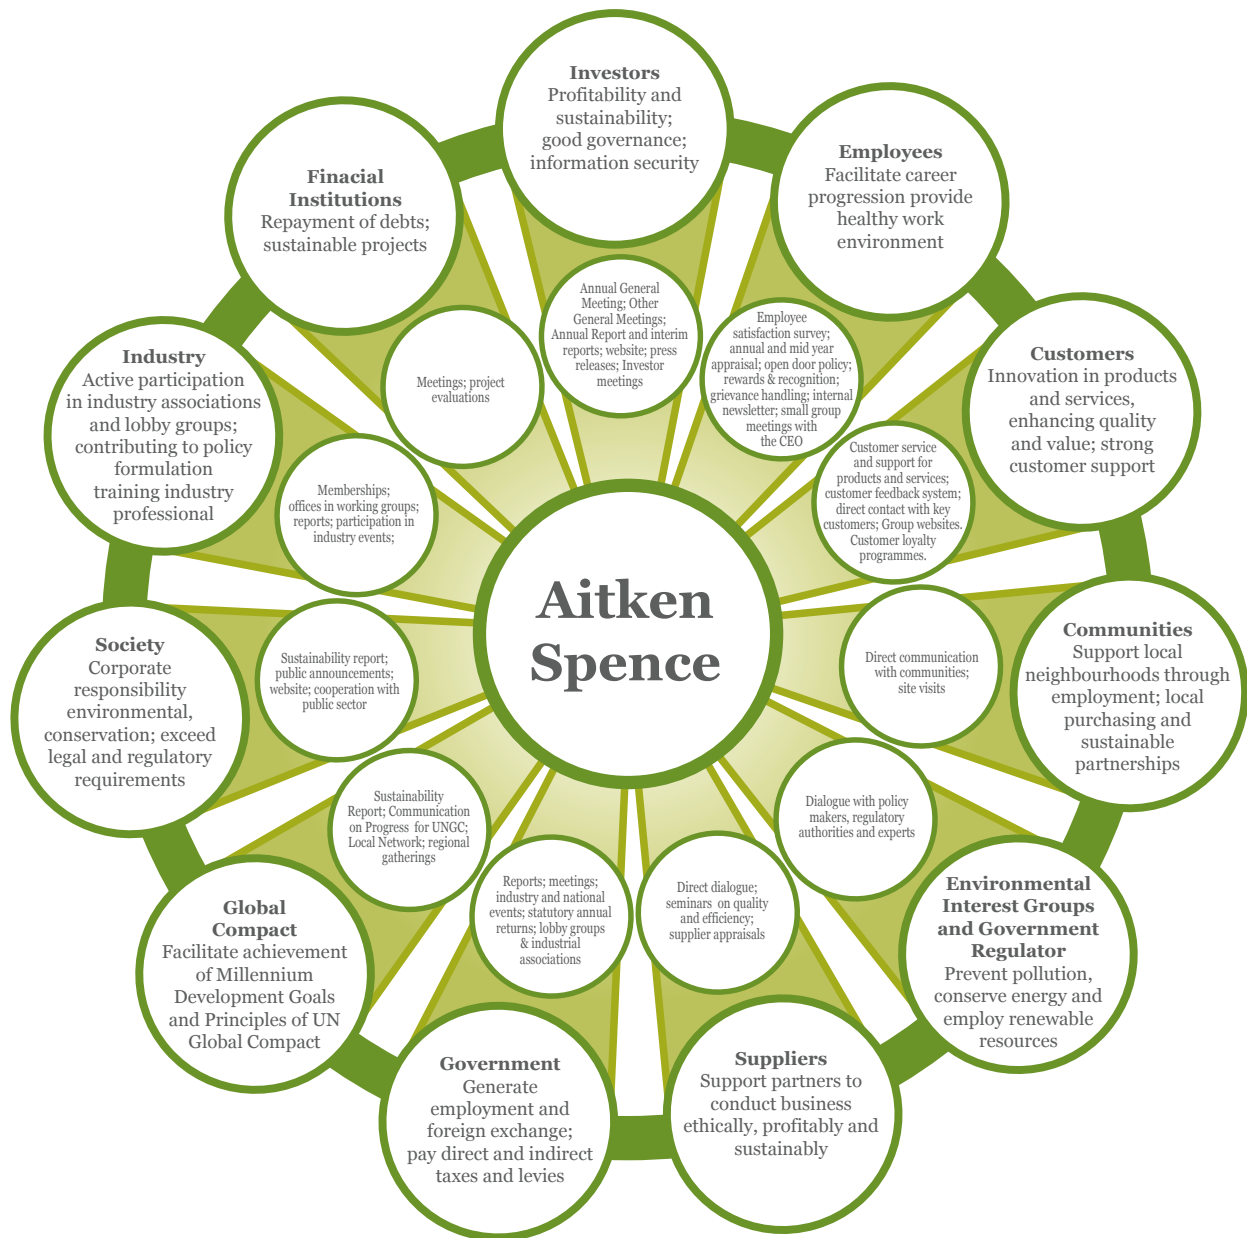 Investors
Profitability and
sustainability;
good governance;
information security
Employees
Facilitate career
progression provide
healthy work
environment
Customers
Innovation in products
and services,
enhancing quality
and value; strong
customer support
Communities
Support local
neighbourhoods through
employment; local
purchasing and
sustainable
partnerships
Environmental
Interest Groups
and Government
Regulator
Prevent pollution,
conserve energy and
employ renewable
resources
Suppliers
Support partners to
conduct business
ethically, profitably and
sustainably
Government
Generate
employment and
foreign exchange;
pay direct and indirect
taxes and levies
Global
Compact
Facilitate achievement
of Millennium
Development Goals
and Principles of UN
Global Compact
Society
Corporate
responsibility
environmental,
conservation; exceed
legal and regulatory
requirements
Industry
Active participation
in industry associations
and lobby groups;
contributing to policy
formulation
training industry
professional
Finacial
Institutions
Repayment of debts;
sustainable projects
Annual General
Meeting; Other
General Meetings;
Annual Report and interim
reports; website; press
releases; Investor
meetings
Employee
satisfaction survey;
annual and mid year
appraisal; open door policy;
rewards & recognition;
grievance handling; internal
newsletter; small group
meetings with
the CEO
Customer service
and support for
products and services;
customer feedback system;
direct contact with key
customers; Group websites.
Customer loyalty
programmes.
Direct communication
with communities;
site visits
Dialogue with policy
makers, regulatory
authorities and experts
Direct dialogue;
seminars on quality
and efficiency;
supplier appraisals
Reports; meetings;
industry and national
events; statutory annual
returns; lobby groups
& industrial
associations
Sustainability
Report; Communication
on Progress for UNGC;
Local Network; regional
gatherings
Sustainability report;
public announcements;
website; cooperation with
public sector
Memberships;
offices in working groups;
reports; participation in
industry events;
Meetings; project
evaluations
Aitken
Spence